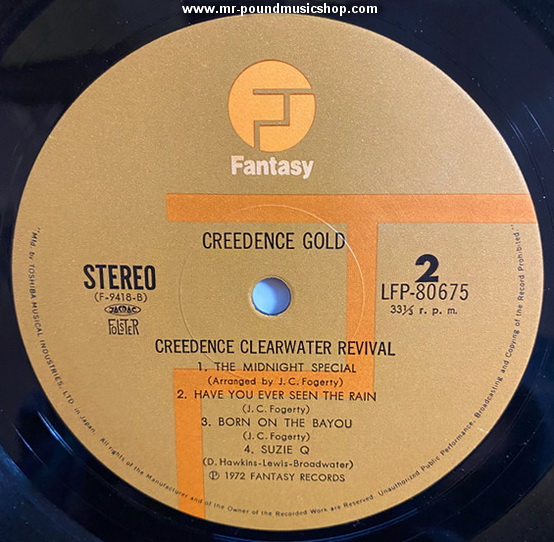 www.mr-poundmusicshop.com
Fantasy
CREEDENCE GOLD
STEREO
(F-9418-B)
2
LFP-80675
33⅓ r. p. m.
CREEDENCE CLEARWATER REVIVAL
1. THE MIDNIGHT SPECIAL
(Arranged by J. C. Fogerty)
2. HAVE YOU EVER SEEN THE RAIN
(J. C. Fogerty)
3. BORN ON THE BAYOU
(J. C. Fogerty)
4. SUZIE Q
(D. Hawkins-Lewis-Broadwater)
Ⓟ 1972 FANTASY RECORDS
"Mfd. by TOSHIBA MUSICAL INDUSTRIES, LTD. in Japan. All rights of the Manufacturer and of the Owner of the Recorded Work are Reserved. Unauthorized Public Performance, Broadcasting and Copying of the Record Prohibited."